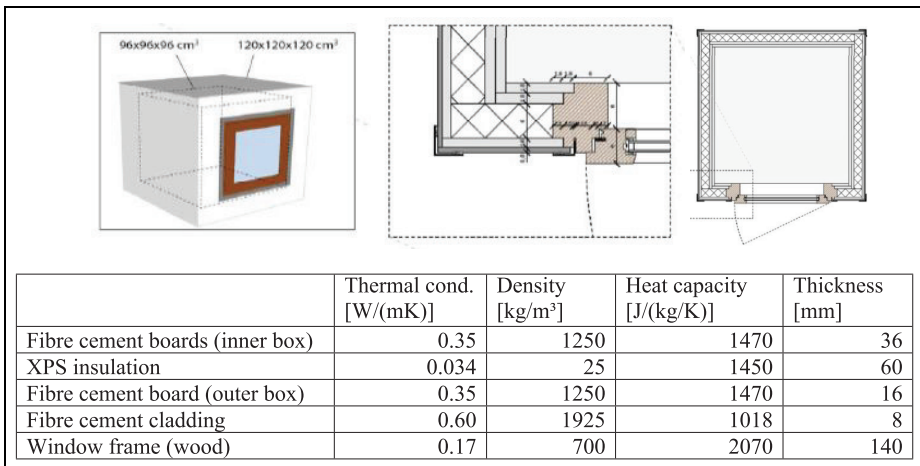 96x96x96 cm³ 120x120x120 cm³
Thermal cond. Density Heat capacity Thickness
[W/(mK)] [kg/m³] [J/(kg/K)] [mm]
Fibre cement boards (inner box) 0.35 1250 1470 36
XPS insulation 0.034 25 1450 60
Fibre cement board (outer box) 0.35 1250 1470 16
Fibre cement cladding 0.60 1925 1018 8
Window frame (wood) 0.17 700 2070 140